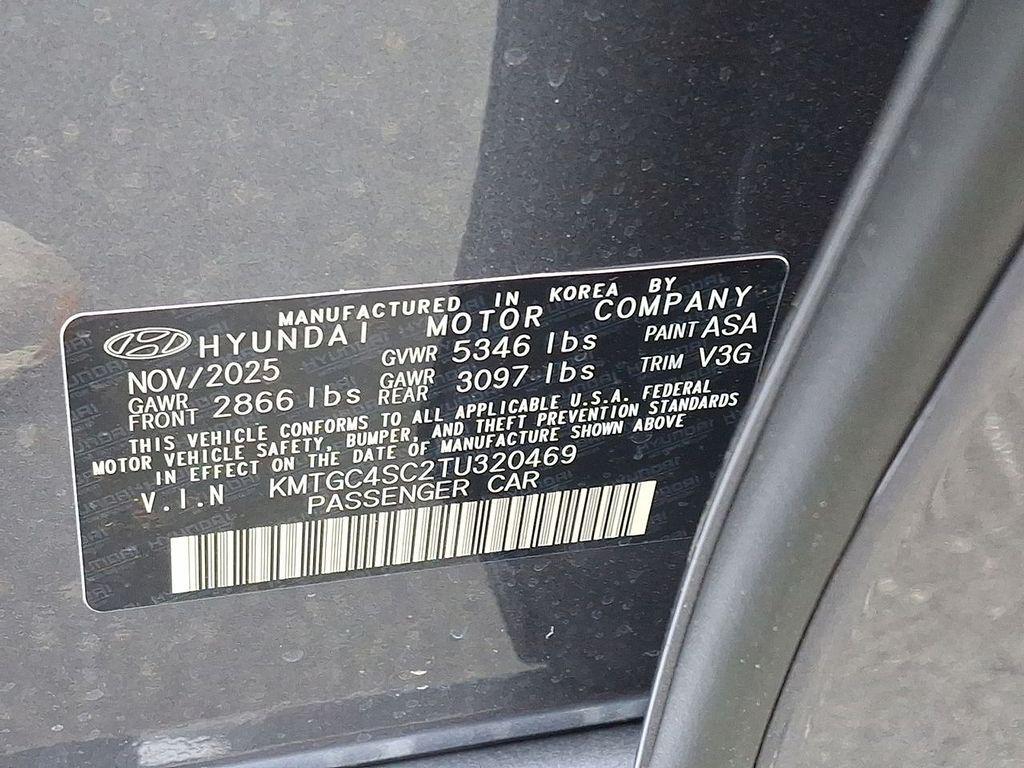 MANUFACTURED IN KOREA BY
HYUNDAI MOTOR COMPANY
NOV/2025 GVWR 5346 lbs PAINT ASA
GAWR FRONT 2866 lbs GAWR REAR 3097 lbs TRIM V3G
THIS VEHICLE CONFORMS TO ALL APPLICABLE U.S.A. FEDERAL
MOTOR VEHICLE SAFETY, BUMPER, AND THEFT PREVENTION STANDARDS
IN EFFECT ON THE DATE OF MANUFACTURE SHOWN ABOVE
V.I.N KMTGC4SC2TU320469
PASSENGER CAR